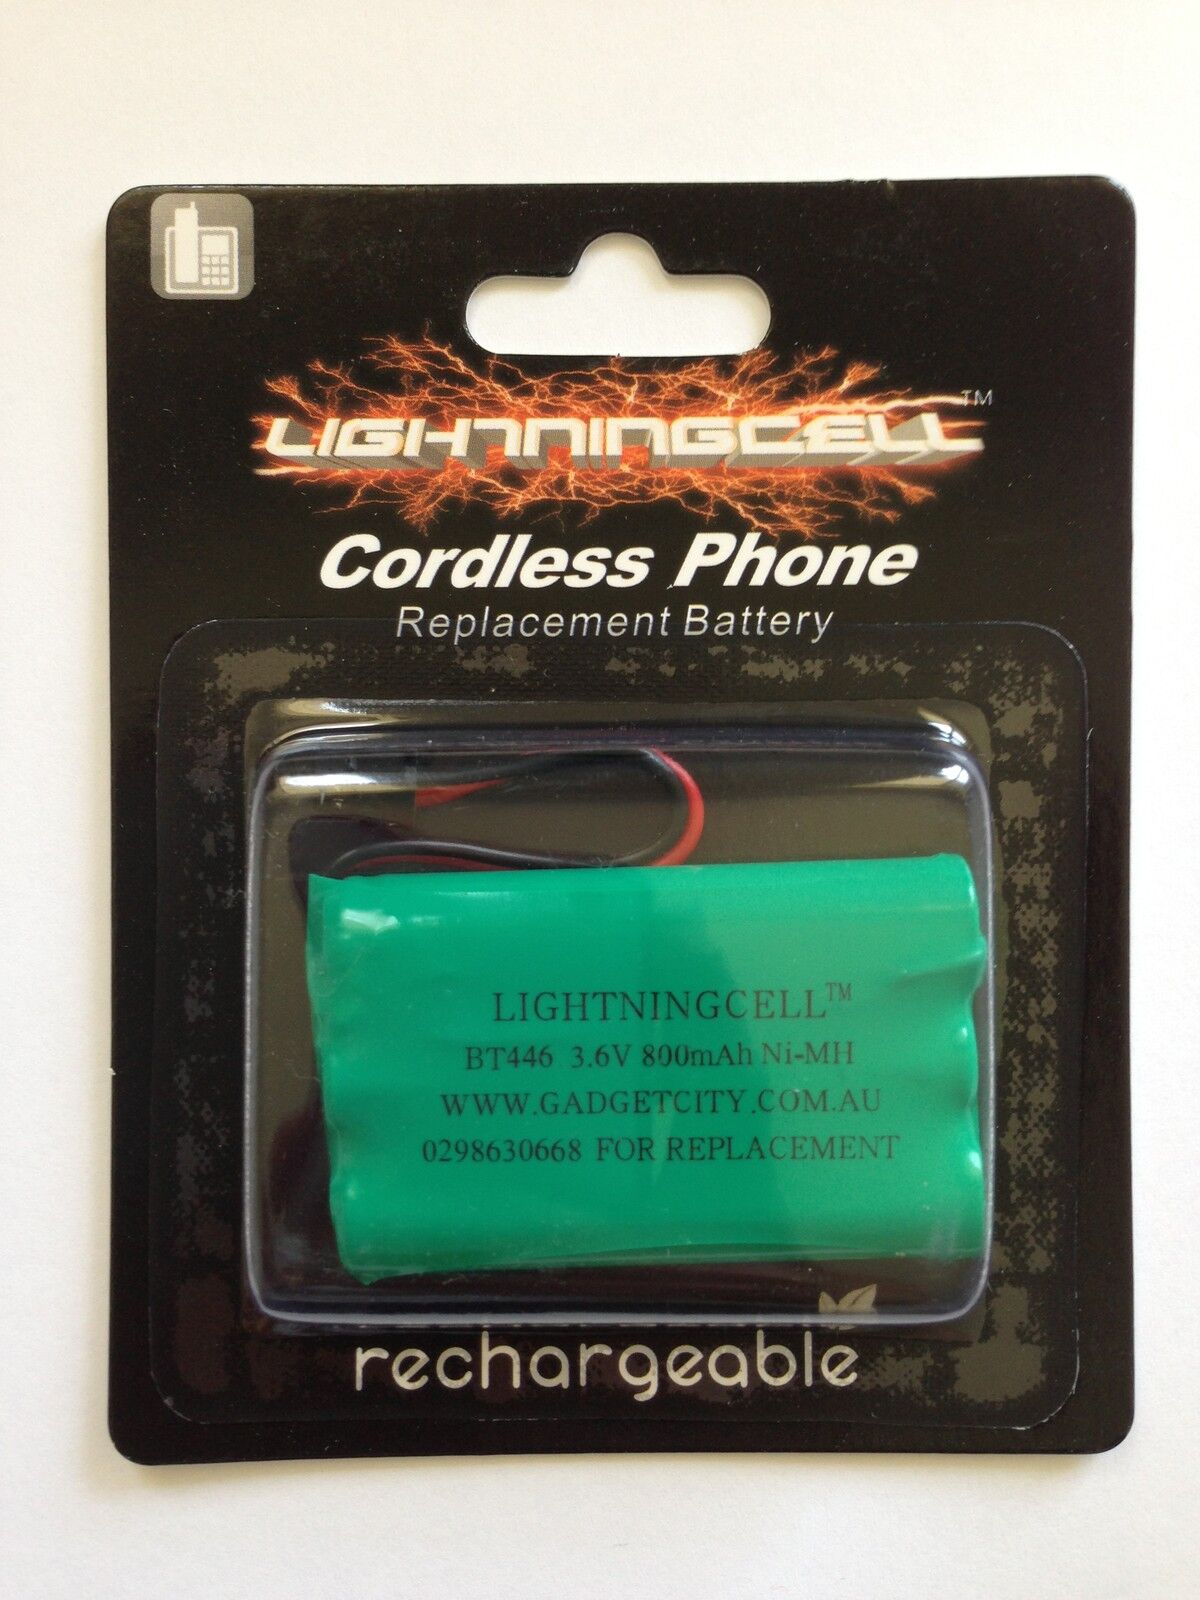 LIGHTNINGCELL™
Cordless Phone
Replacement Battery
LIGHTNINGCELL™
BT446 3.6V 800mAh Ni-MH
WWW.GADGETCITY.COM.AU
0298630668 FOR REPLACEMENT
rechargeable